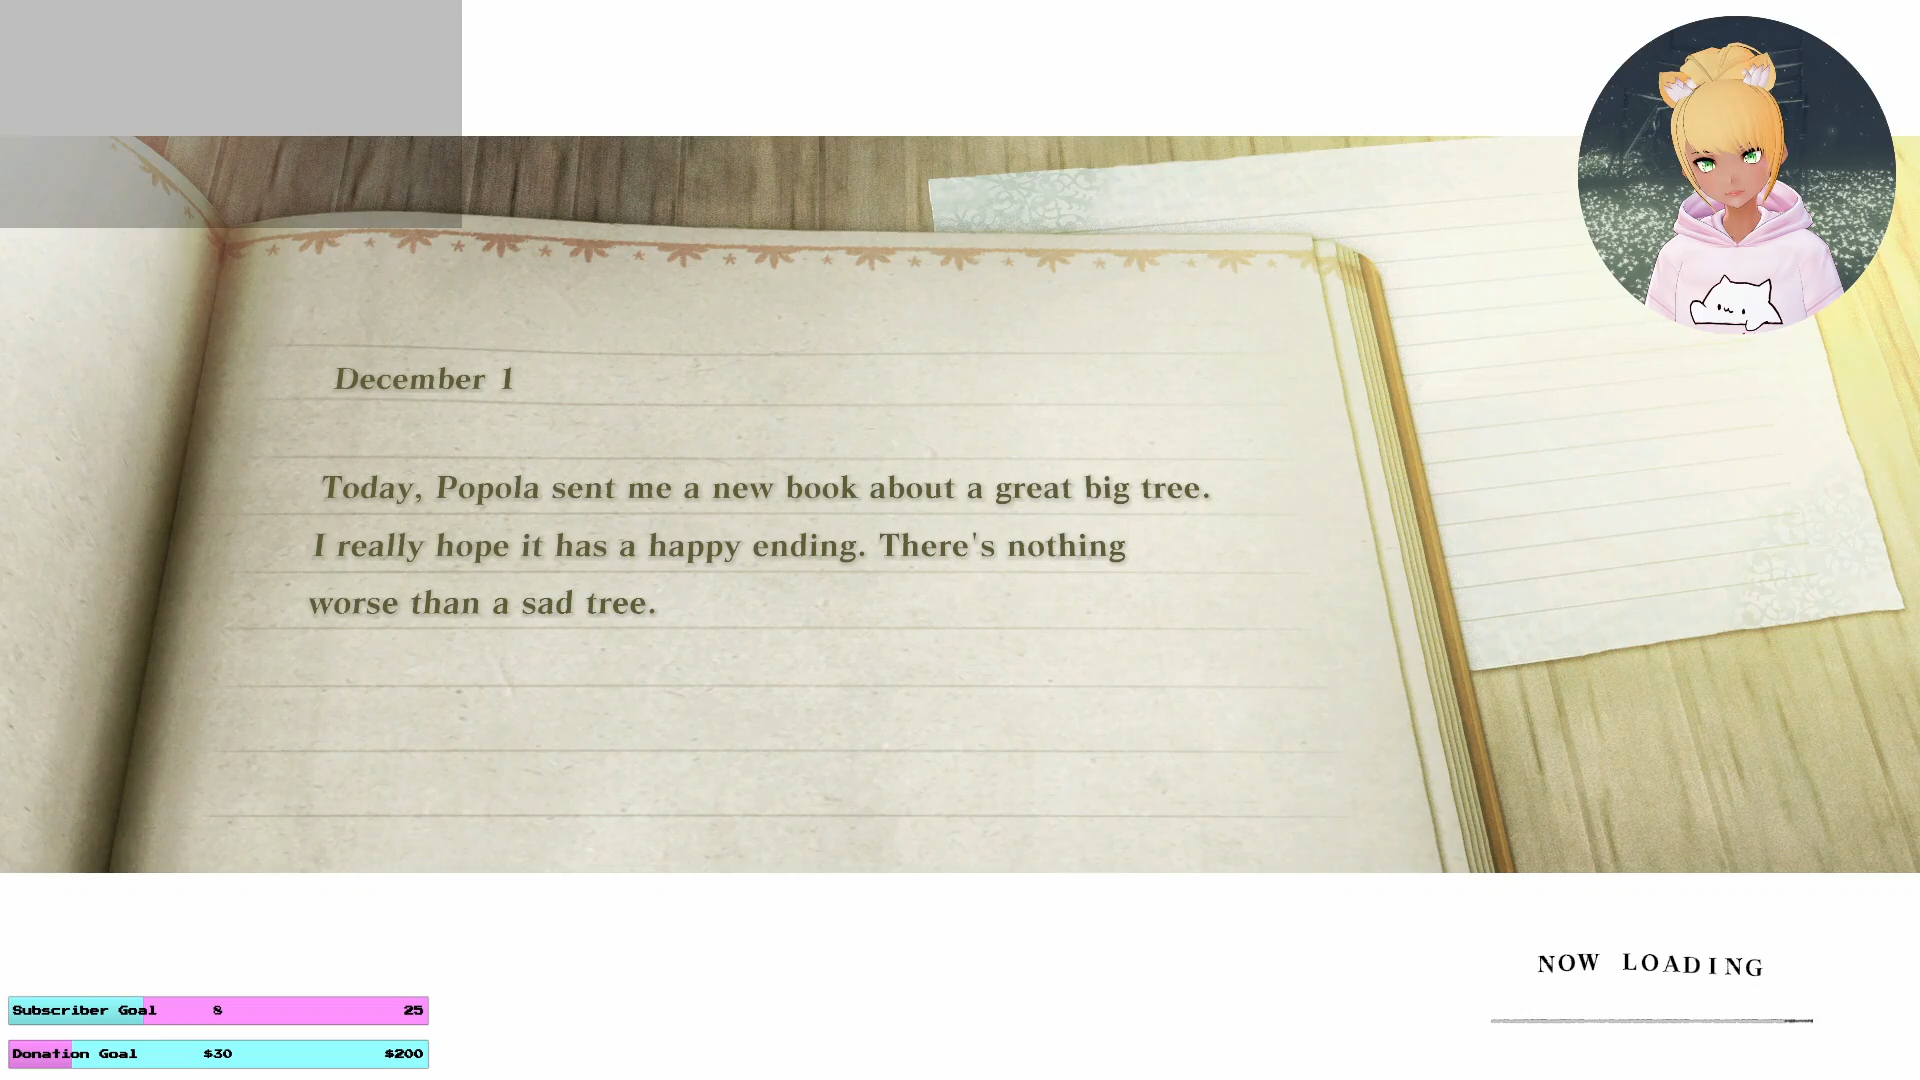 December 1
Today, Popola sent me a new book about a great big tree.
I really hope it has a happy ending. There's nothing
worse than a sad tree.
NOW LOADING
Subscriber Goal 8 25
Donation Goal $30 $200